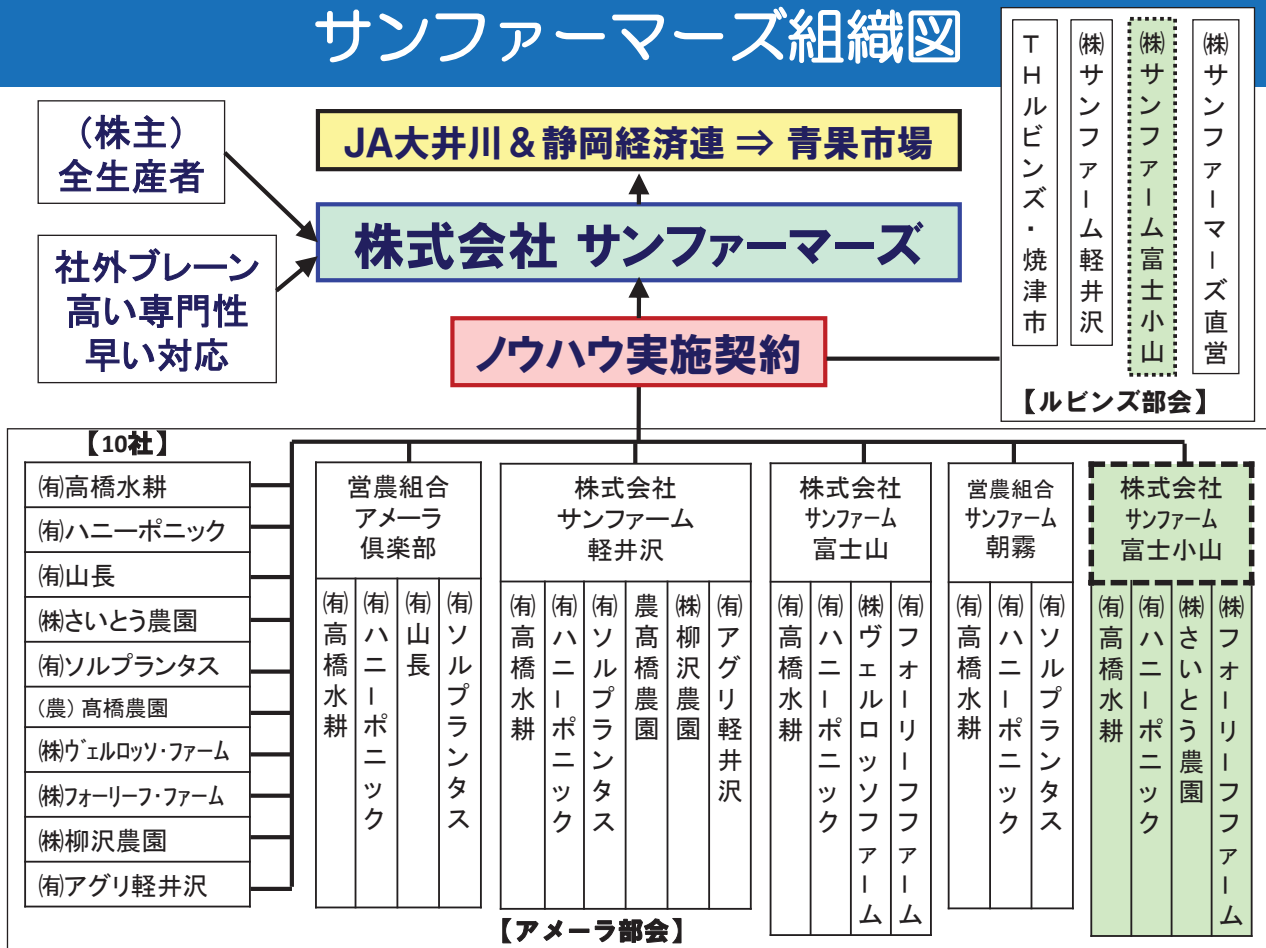 サンファーマーズ組織図
(株主)
全生産者
社外ブレーン
高い専門性
早い対応
JA大井川＆静岡経済連 ⇒ 青果市場
株式会社 サンファーマーズ
ノウハウ実施契約
THルビンズ・焼津市
㈱サンファーム軽井沢
㈱サンファーム富士小山
㈱サンファーマーズ直営
【ルビンズ部会】
【10社】
㈲高橋水耕
㈲ハニーポニック
㈲山長
㈱さいとう農園
㈲ソルプランタス
(農)髙橋農園
㈱ヴェルロッソ・ファーム
㈱フォーリーフ・ファーム
㈱柳沢農園
㈲アグリ軽井沢
営農組合
アメーラ
倶楽部
㈲高橋水耕
㈲ハニーポニック
㈲山長
㈲ソルプランタス
株式会社
サンファーム
軽井沢
㈲高橋水耕
㈲ハニーポニック
㈲ソルプランタス
農髙橋農園
㈱柳沢農園
㈲アグリ軽井沢
株式会社
サンファーム
富士山
㈲高橋水耕
㈲ハニーポニック
㈱ヴェルロッソファーム
㈲フォーリーフファーム
営農組合
サンファーム
朝霧
㈲高橋水耕
㈲ハニーポニック
㈲ソルプランタス
株式会社
サンファーム
富士小山
㈲高橋水耕
㈲ハニーポニック
㈱さいとう農園
㈱フォーリーフファーム
【アメーラ部会】